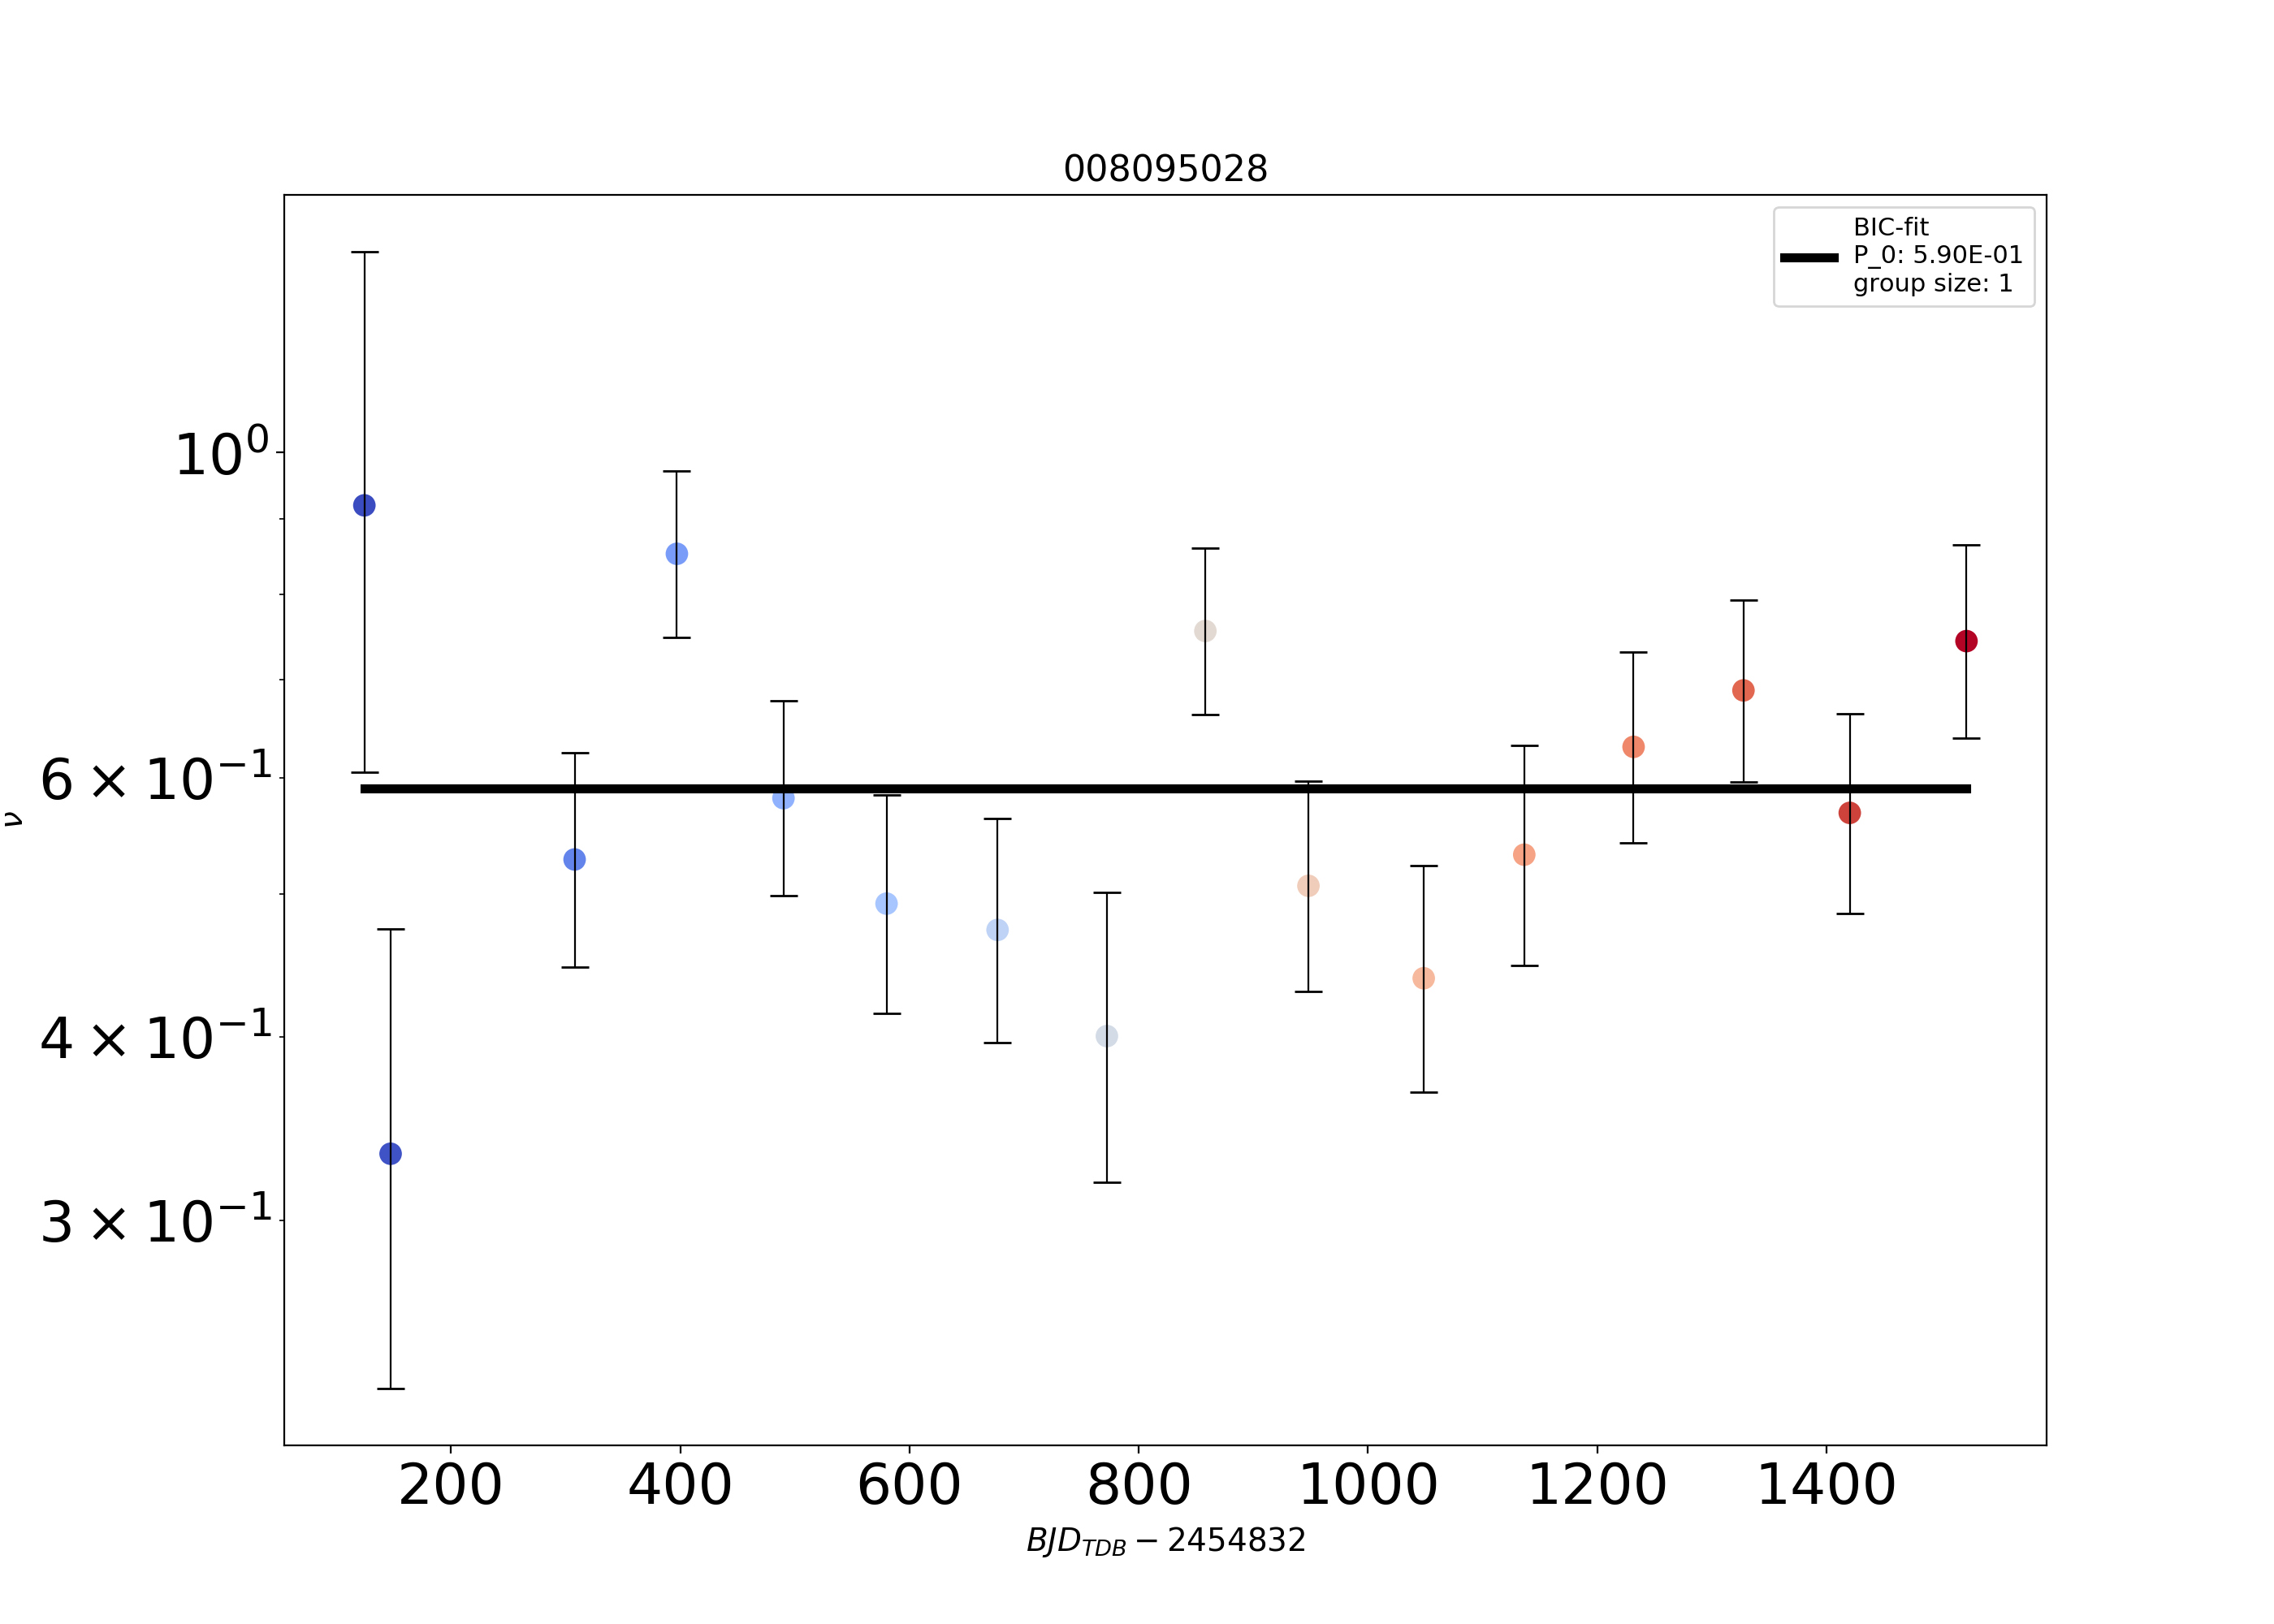 008095028
BIC-fit
P_0: 5.90E-01
group size: 1
10⁰
6 × 10⁻¹
4 × 10⁻¹
3 × 10⁻¹
ν
200 400 600 800 1000 1200 1400
BJD_TDB − 2454832